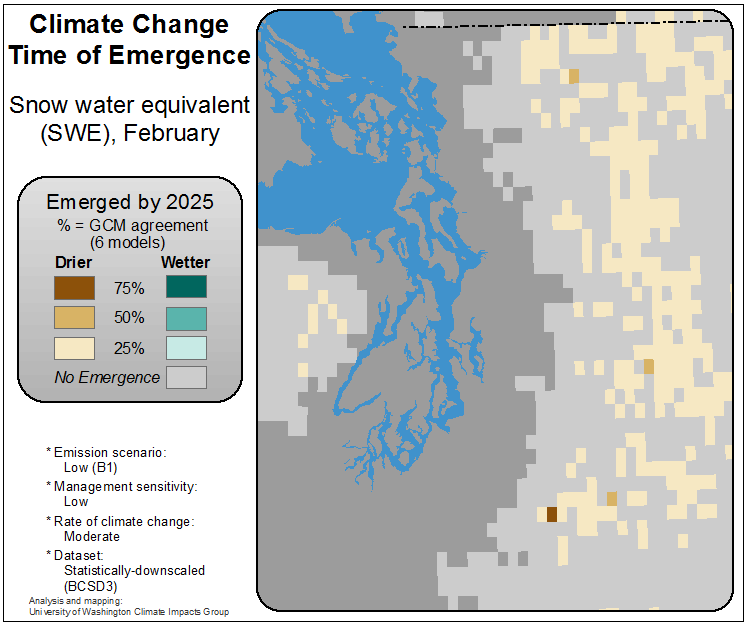 Climate Change
Time of Emergence
Snow water equivalent
(SWE), February
Emerged by 2025
% = GCM agreement
(6 models)
Drier Wetter
75%
50%
25%
No Emergence
* Emission scenario:
Low (B1)
* Management sensitivity:
Low
* Rate of climate change:
Moderate
* Dataset:
Statistically-downscaled
(BCSD3)
Analysis and mapping:
University of Washington Climate Impacts Group